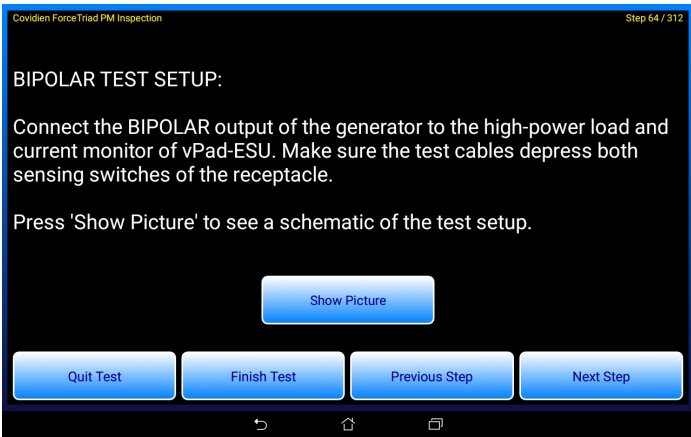 Covidien ForceTriad PM Inspection
Step 64 / 312
BIPOLAR TEST SETUP:
Connect the BIPOLAR output of the generator to the high-power load and
current monitor of vPad-ESU. Make sure the test cables depress both
sensing switches of the receptacle.
Press 'Show Picture' to see a schematic of the test setup.
Show Picture
Quit Test
Finish Test
Previous Step
Next Step